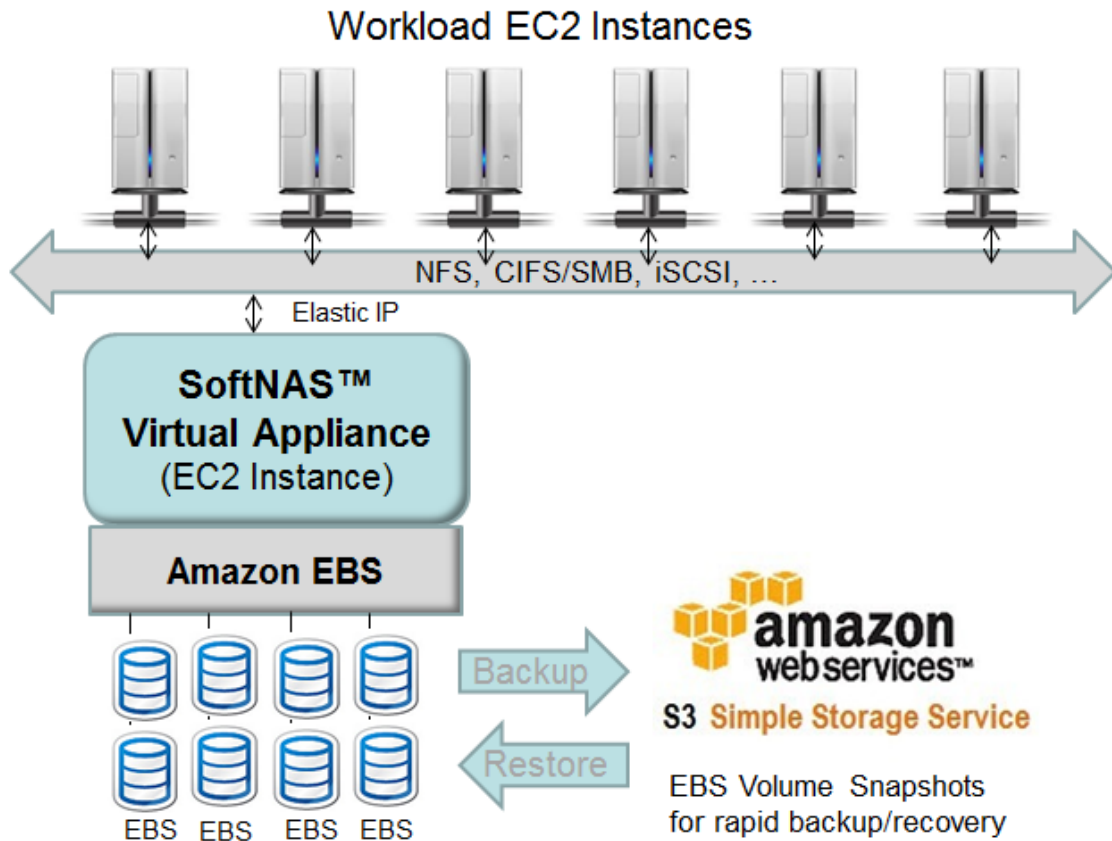 Workload EC2 Instances
NFS, CIFS/SMB, iSCSI, ...
Elastic IP
SoftNAS™
Virtual Appliance
(EC2 Instance)
Amazon EBS
Backup
Restore
EBS EBS EBS EBS
amazon
webservices™
S3 Simple Storage Service
EBS Volume Snapshots
for rapid backup/recovery